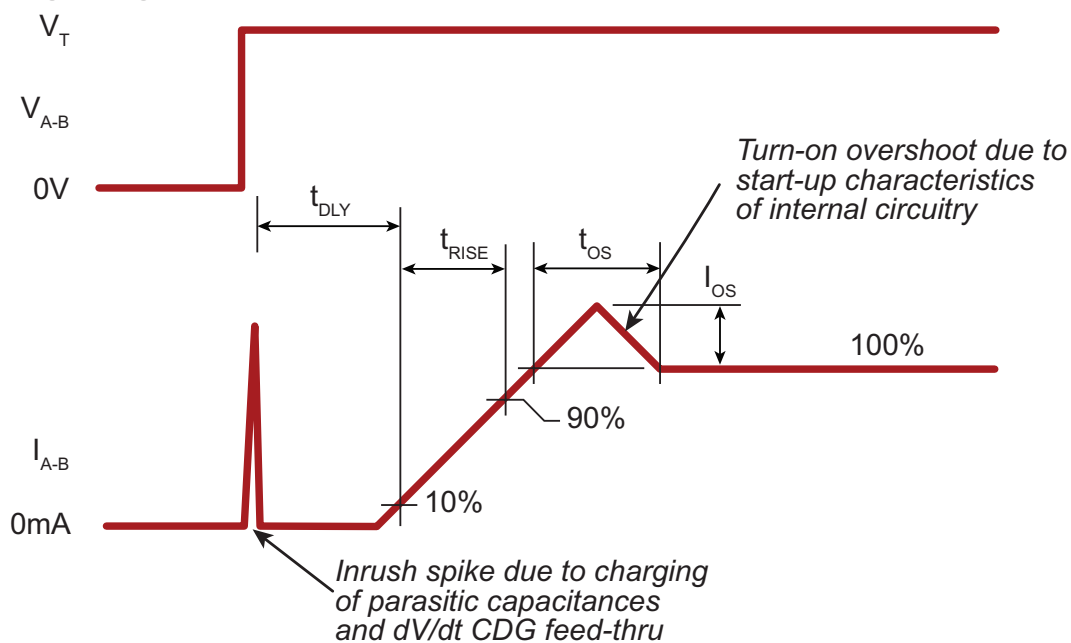 V_T
V_A-B
0V
Turn-on overshoot due to
start-up characteristics
of internal circuitry
t_DLY
t_RISE
t_OS
I_OS
100%
90%
I_A-B
10%
0mA
Inrush spike due to charging
of parasitic capacitances
and dV/dt CDG feed-thru